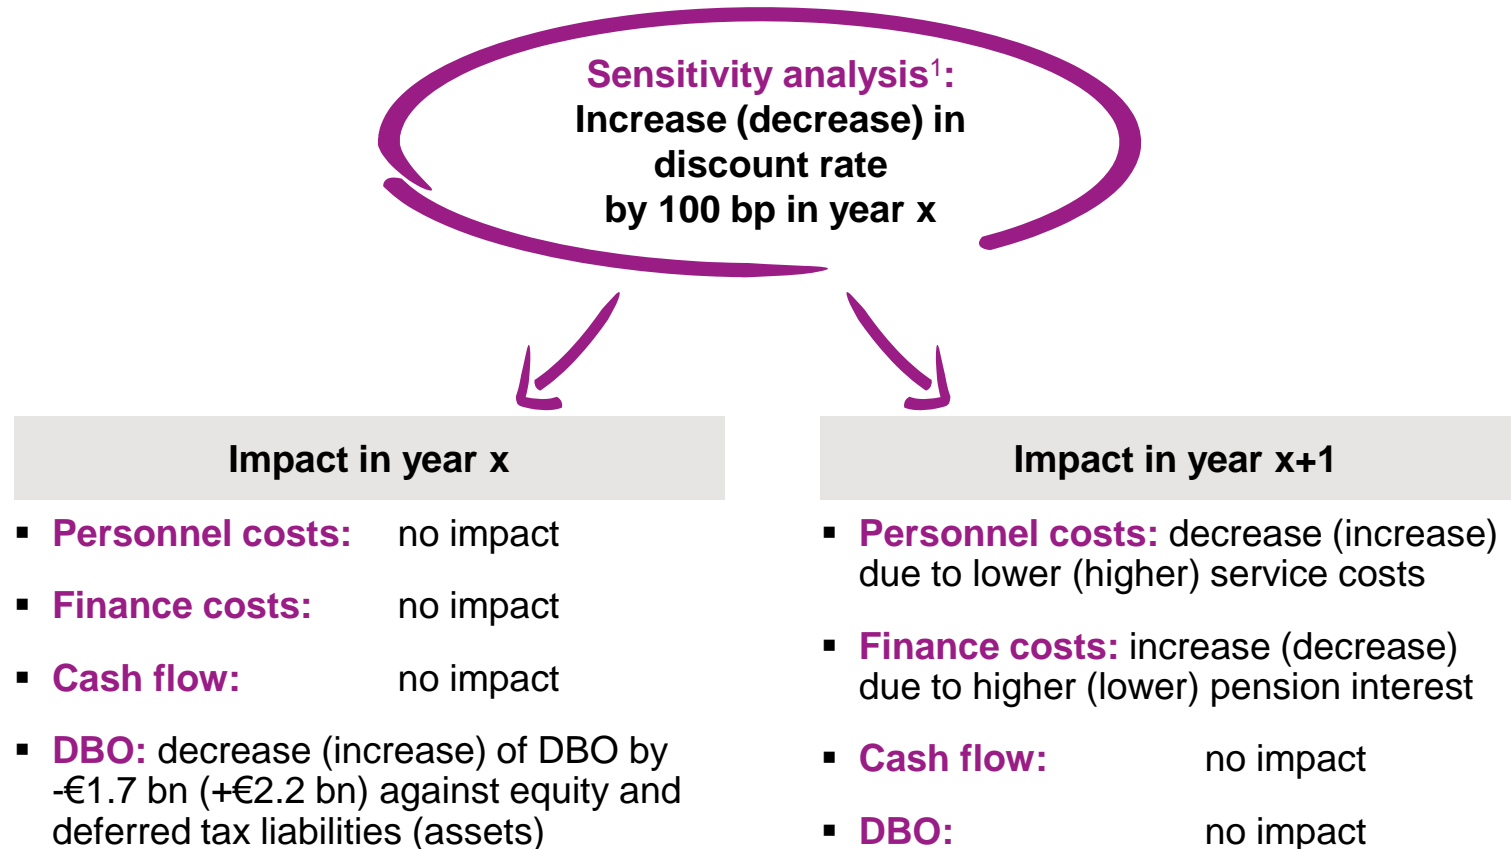 Sensitivity analysis¹:
Increase (decrease) in
discount rate
by 100 bp in year x
Impact in year x
▪ Personnel costs: no impact
▪ Finance costs: no impact
▪ Cash flow: no impact
▪ DBO: decrease (increase) of DBO by
-€1.7 bn (+€2.2 bn) against equity and
deferred tax liabilities (assets)
Impact in year x+1
▪ Personnel costs: decrease (increase)
due to lower (higher) service costs
▪ Finance costs: increase (decrease)
due to higher (lower) pension interest
▪ Cash flow: no impact
▪ DBO: no impact